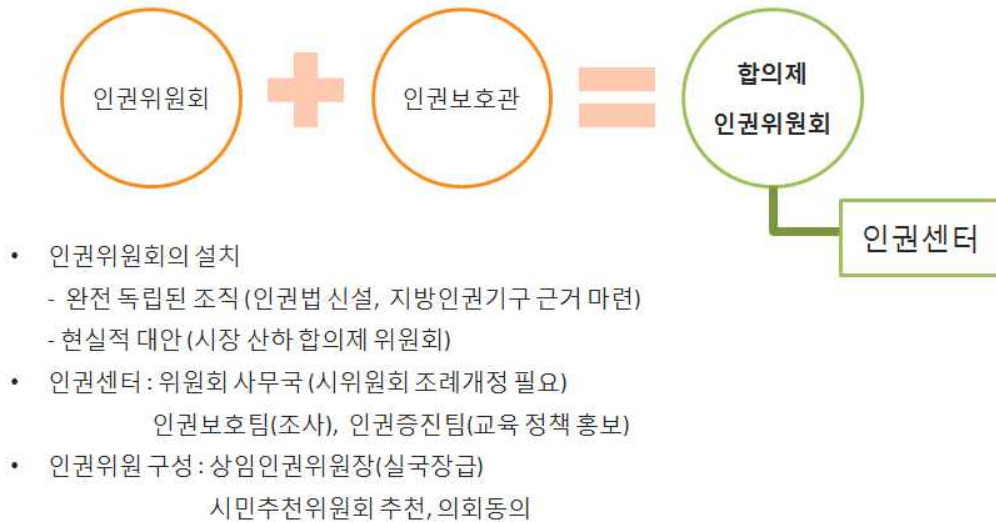 인권위원회
인권보호관
합의제
인권위원회
인권센터
• 인권위원회의 설치
- 완전 독립된 조직 (인권법 신설, 지방인권기구 근거 마련)
- 현실적 대안 (시장 산하 합의제 위원회)
• 인권센터 : 위원회 사무국 (시위원회 조례개정 필요)
인권보호팀(조사), 인권증진팀(교육 정책 홍보)
• 인권위원 구성 : 상임인권위원장(실국장급)
시민추천위원회 추천, 의회동의